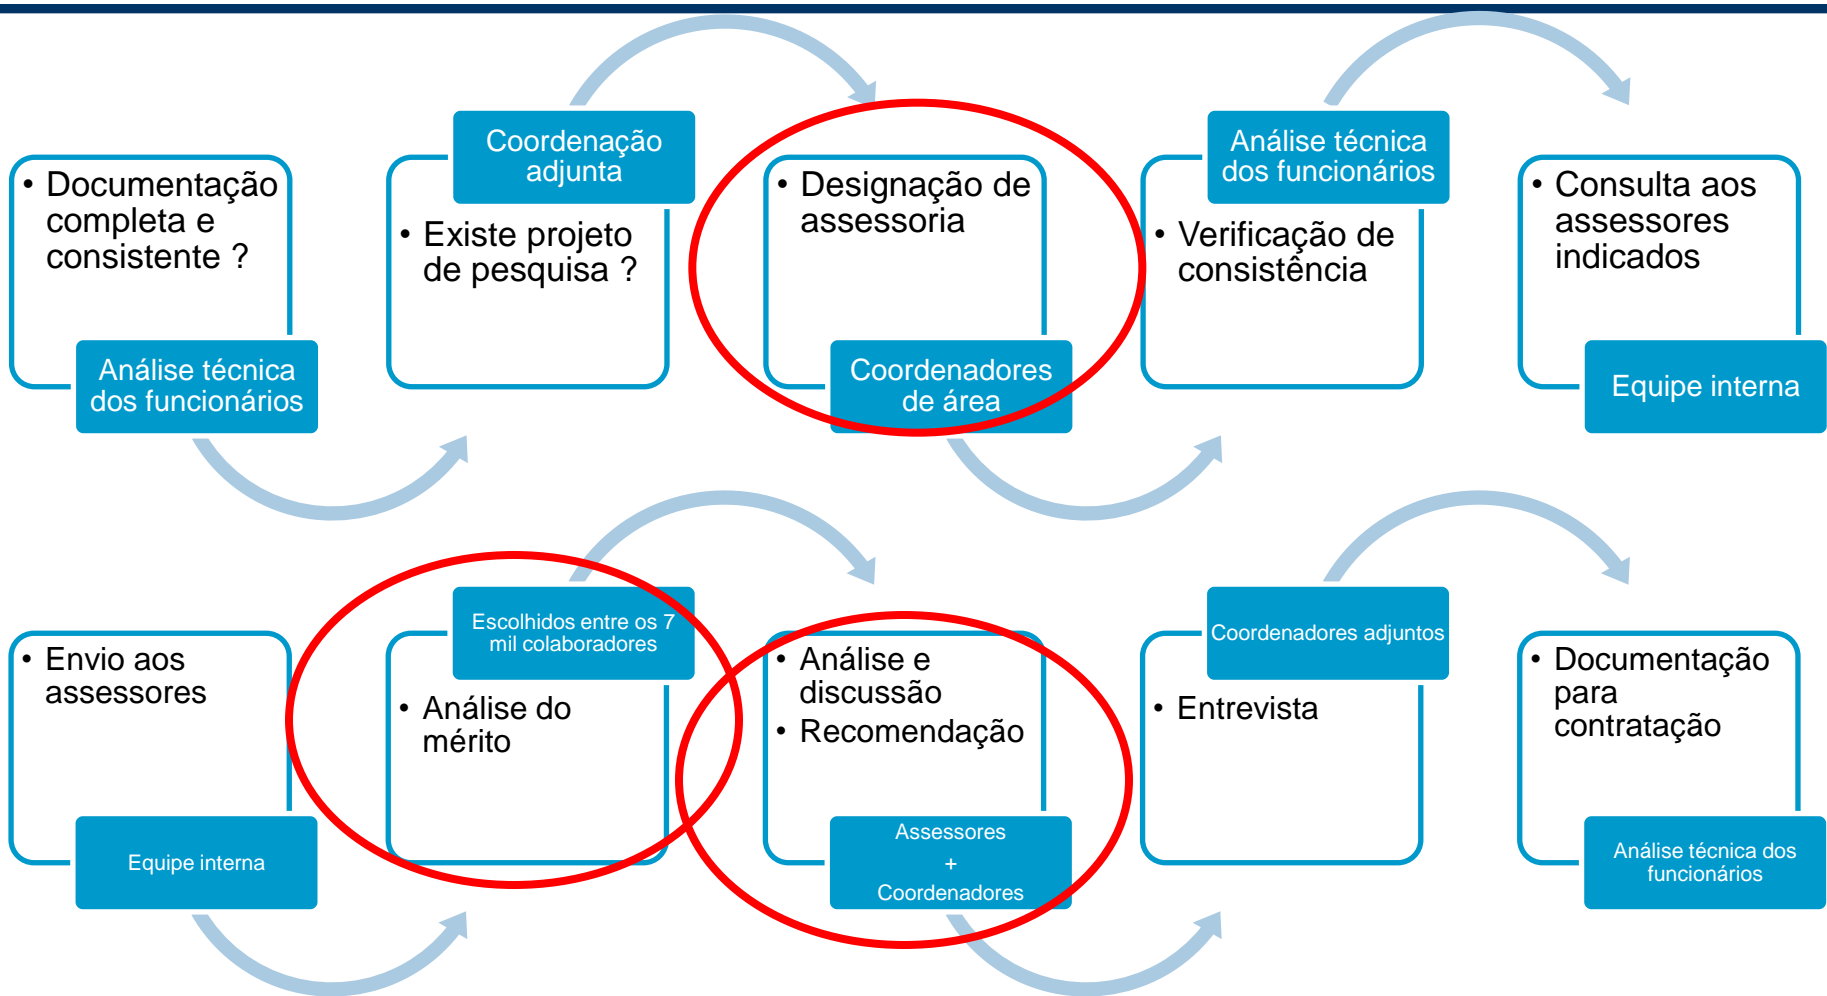 • Documentação
completa e
consistente ?
Análise técnica
dos funcionários
Coordenação
adjunta
• Existe projeto
de pesquisa ?
• Designação de
assessoria
Coordenadores
de área
Análise técnica
dos funcionários
• Verificação de
consistência
• Consulta aos
assessores
indicados
Equipe interna
• Envio aos
assessores
Equipe interna
Escolhidos entre os 7
mil colaboradores
• Análise do
mérito
• Análise e
discussão
• Recomendação
Assessores
+
Coordenadores
Coordenadores adjuntos
• Entrevista
• Documentação
para
contratação
Análise técnica dos
funcionários